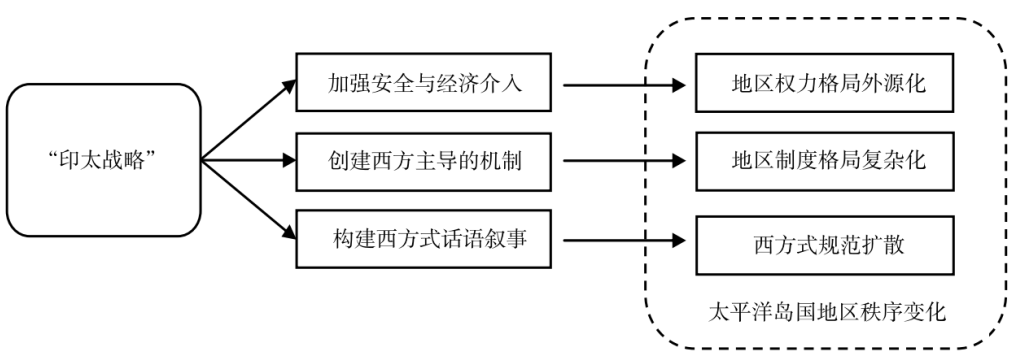 “印太战略”
加强安全与经济介入
地区权力格局外源化
创建西方主导的机制
地区制度格局复杂化
构建西方式话语叙事
西方式规范扩散
太平洋岛国地区秩序变化